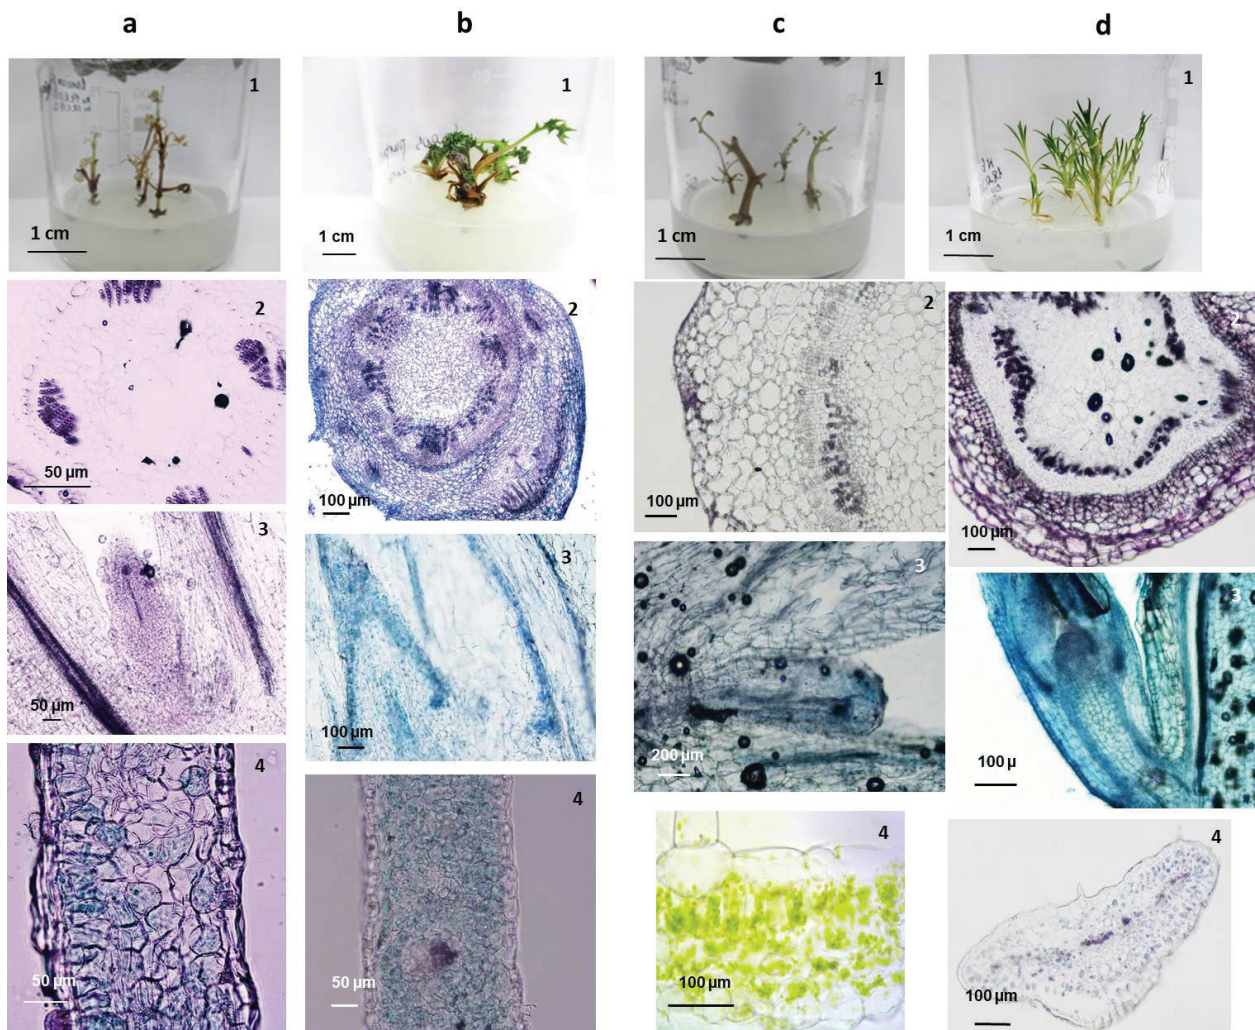 a b c d
1 1 1 1
1 cm 1 cm 1 cm 1 cm
2 2 2 2
50 µm 100 µm 100 µm 100 µm
3 3 3 3
50 µm 100 µm 200 µm 100 µ
4 4 4 4
50 µm 50 µm 100 µm 100 µm